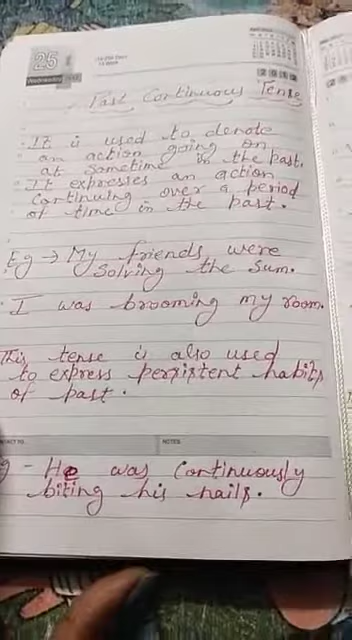 25
Wednesday
2012
Past Continuous Tense
It is used to denote
an action going on
at sometime in the past.
It expresses an action
continuing over a period
of time in the past.
Eg → My friends were
solving the sum.
I was brooming my room.
This tense is also used
to express persistent habits
of past.
NOTES
g - He was continuously
biting his nails.